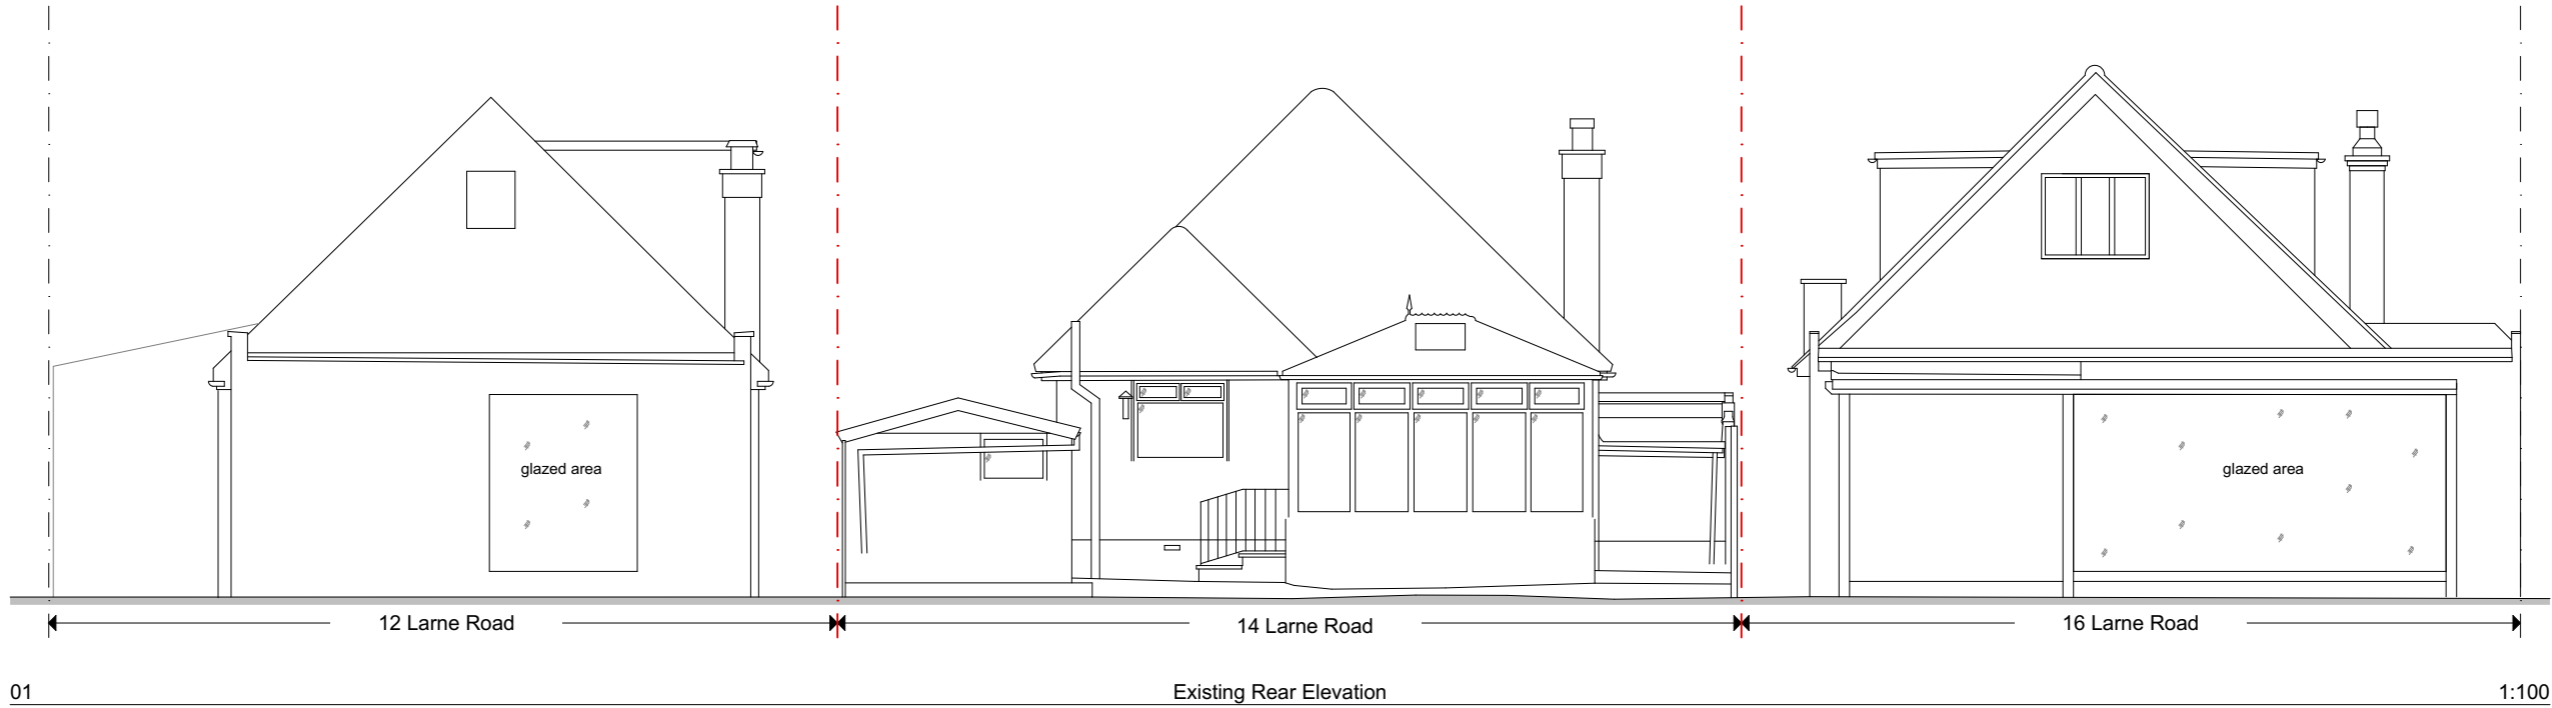 glazed area
glazed area
12 Larne Road
14 Larne Road
16 Larne Road
01
Existing Rear Elevation
1:100